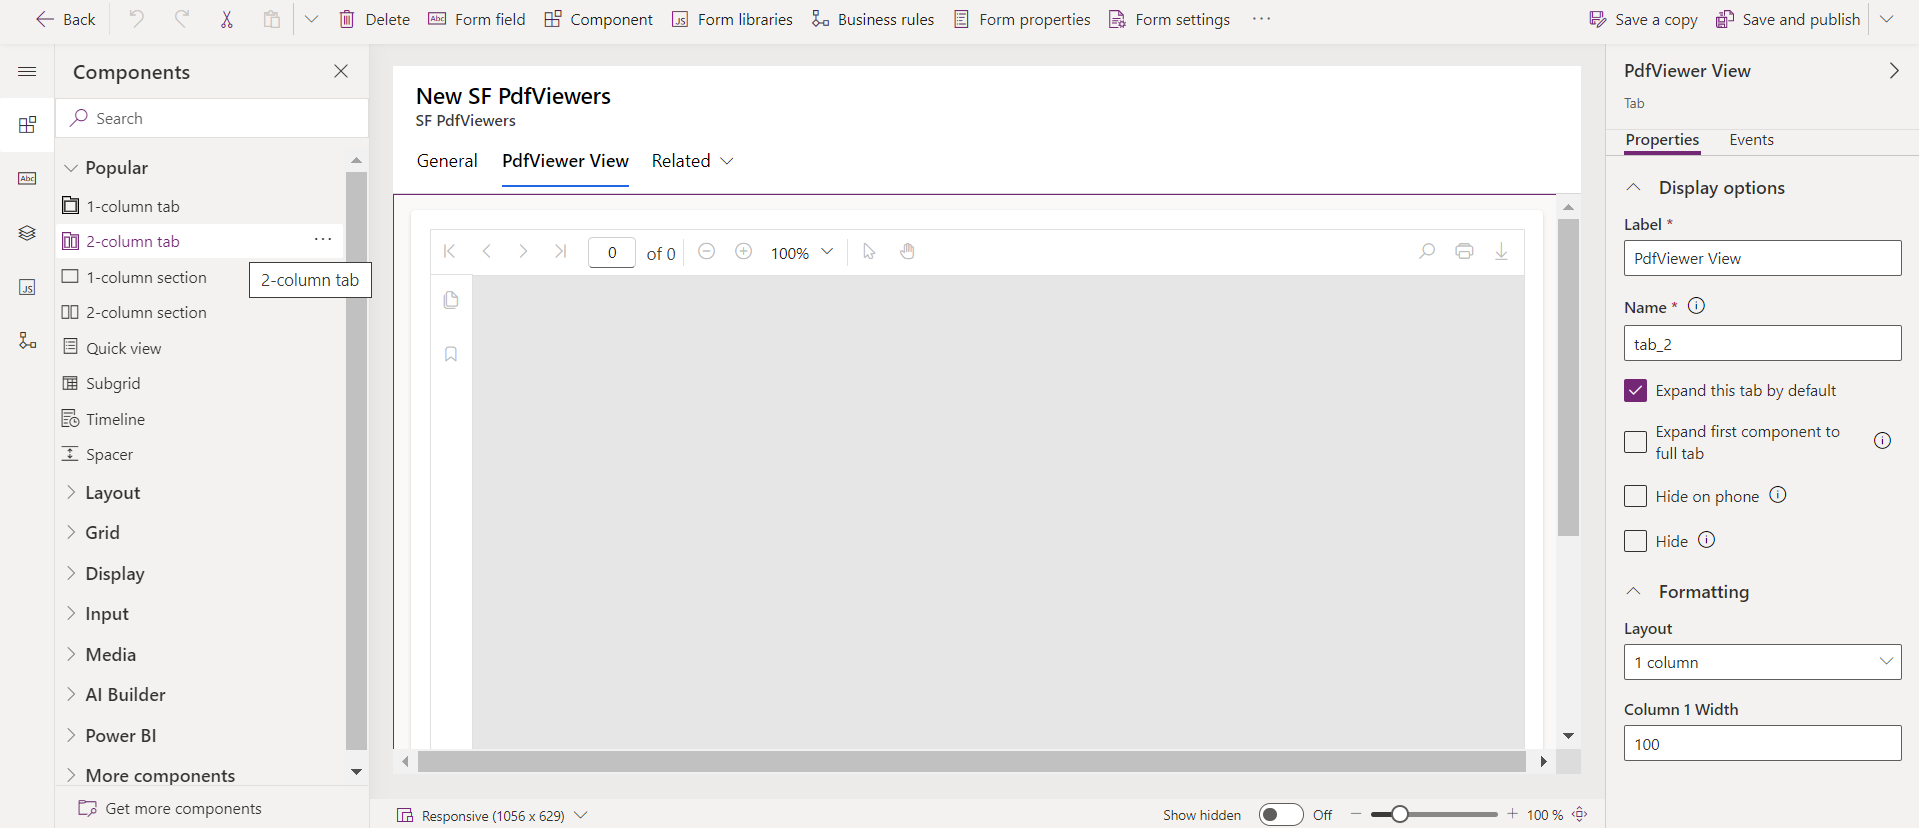 Back
Delete
Form field
Component
Form libraries
Business rules
Form properties
Form settings
Save a copy
Save and publish
Components
Search
Popular
1-column tab
2-column tab
2-column tab
1-column section
2-column section
Quick view
Subgrid
Timeline
Spacer
Layout
Grid
Display
Input
Media
AI Builder
Power BI
More components
Get more components
Abc
JS
New SF PdfViewers
SF PdfViewers
General
PdfViewer View
Related
0
of 0
100%
Responsive (1056 x 629)
Show hidden
Off
100 %
PdfViewer View
Tab
Properties
Events
Display options
Label *
PdfViewer View
Name *
tab_2
Expand this tab by default
Expand first component to
full tab
Hide on phone
Hide
Formatting
Layout
1 column
Column 1 Width
100